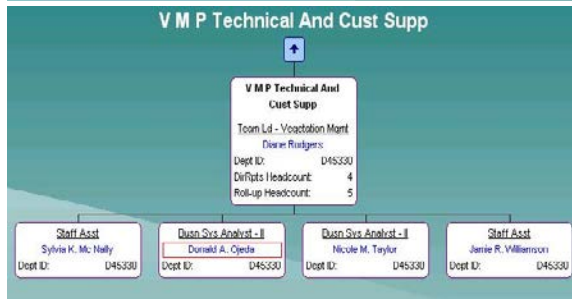 V M P Technical And Cust Supp
V M P Technical And
Cust Supp
Team Ld - Vegetation Mgmt
Diane Rodgers
Dept ID: D45330
DirRpts Headcount: 4
Roll-up Headcount: 5
Staff Asst
Sylvia K. Mc Nally
Dept ID: D45330
Busn Sys Analyst - II
Donald A. Ojeda
Dept ID: D45330
Busn Sys Analyst - II
Nicole M. Taylor
Dept ID: D45330
Staff Asst
Jamie R. Williamson
Dept ID: D45330